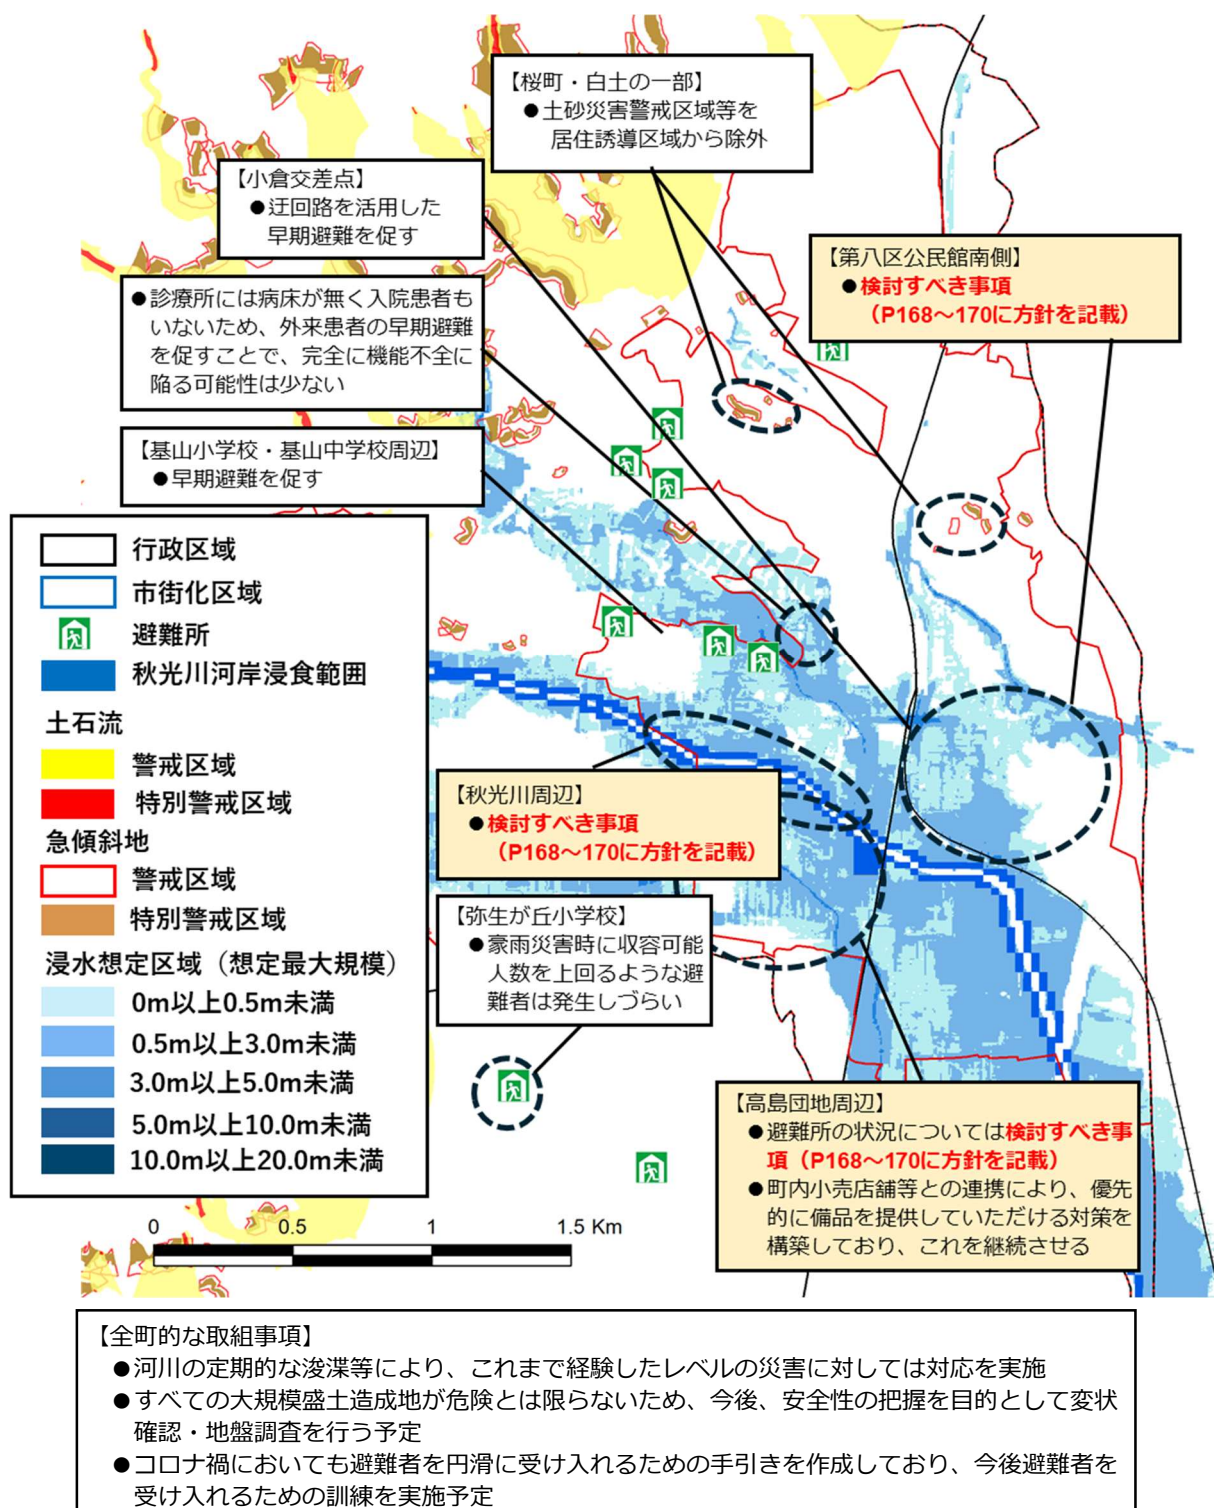 【桜町・白土の一部】
●土砂災害警戒区域等を
居住誘導区域から除外
【小倉交差点】
●迂回路を活用した
早期避難を促す
【第八区公民館南側】
●検討すべき事項
（P168～170に方針を記載）
●診療所には病床が無く入院患者も
いないため、外来患者の早期避難
を促すことで、完全に機能不全に
陥る可能性は少ない
【基山小学校・基山中学校周辺】
●早期避難を促す
行政区域
市街化区域
避難所
秋光川河岸浸食範囲
土石流
警戒区域
特別警戒区域
急傾斜地
警戒区域
特別警戒区域
浸水想定区域（想定最大規模）
0m以上0.5m未満
0.5m以上3.0m未満
3.0m以上5.0m未満
5.0m以上10.0m未満
10.0m以上20.0m未満
【秋光川周辺】
●検討すべき事項
（P168～170に方針を記載）
【弥生が丘小学校】
●豪雨災害時に収容可能
人数を上回るような避
難者は発生しづらい
【高島団地周辺】
●避難所の状況については検討すべき事
項（P168～170に方針を記載）
●町内小売店舗等との連携により、優先
的に備品を提供していただける対策を
構築しており、これを継続させる
0 0.5 1 1.5 Km
【全町的な取組事項】
●河川の定期的な浚渫等により、これまで経験したレベルの災害に対しては対応を実施
●すべての大規模盛土造成地が危険とは限らないため、今後、安全性の把握を目的として変状
確認・地盤調査を行う予定
●コロナ禍においても避難者を円滑に受け入れるための手引きを作成しており、今後避難者を
受け入れるための訓練を実施予定